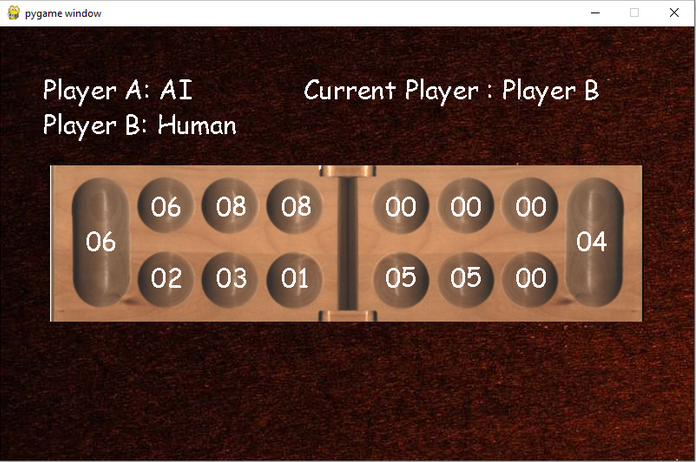 pygame window
Player A: AI
Current Player : Player B
Player B: Human
06 08 08 00 00 00
06 04
02 03 01 05 05 00